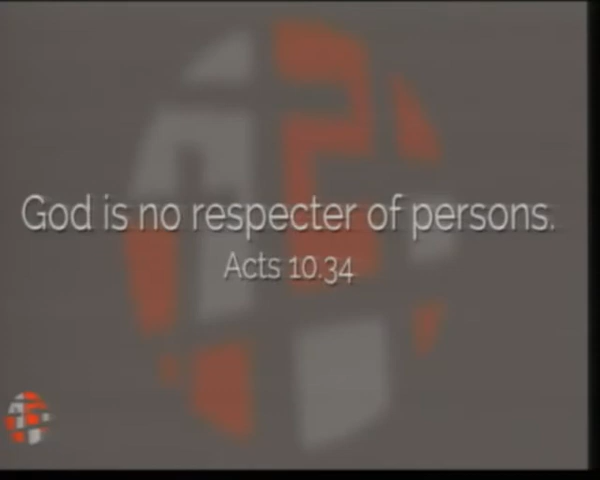 God is no respecter of persons.
Acts 10.34